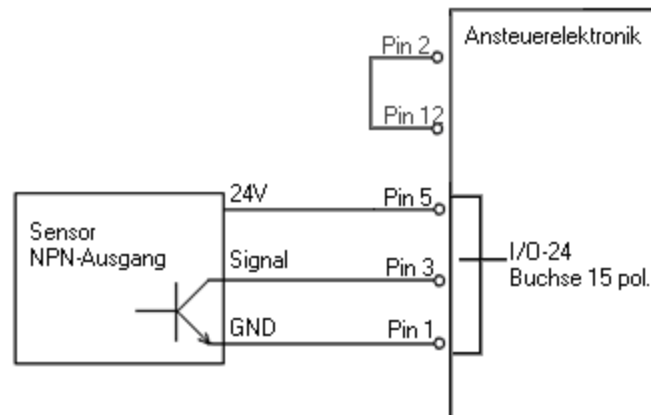 Ansteuerelektronik
Pin 2
Pin 12
24V
Pin 5
Sensor
NPN-Ausgang
Signal
Pin 3
GND
Pin 1
I/O-24
Buchse 15 pol.